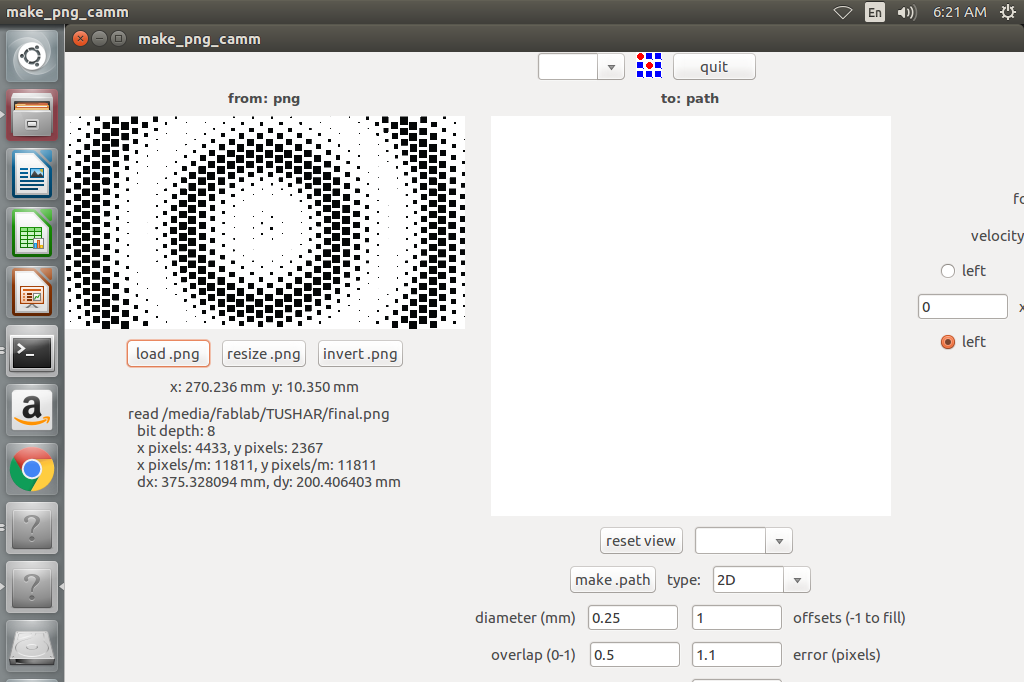 make_png_camm
En
6:21 AM
make_png_camm
quit
from: png
to: path
fo
velocity
left
0
x
left
load .png
resize .png
invert .png
x: 270.236 mm y: 10.350 mm
read /media/fablab/TUSHAR/final.png
bit depth: 8
x pixels: 4433, y pixels: 2367
x pixels/m: 11811, y pixels/m: 11811
dx: 375.328094 mm, dy: 200.406403 mm
reset view
make .path
type:
2D
diameter (mm)
0.25
1
offsets (-1 to fill)
overlap (0-1)
0.5
1.1
error (pixels)